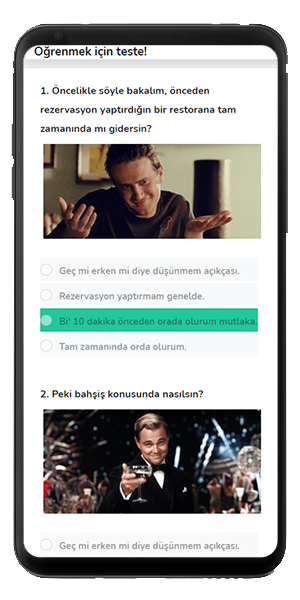 Öğrenmek için teste!
1. Öncelikle söyle bakalım, önceden
rezervasyon yaptırdığın bir restorana tam
zamanında mı gidersin?
Geç mi erken mi diye düşünmem açıkçası.
Rezervasyon yaptırmam genelde.
Bi' 10 dakika önceden orada olurum mutlaka.
Tam zamanında orda olurum.
2. Peki bahşiş konusunda nasılsın?
Geç mi erken mi diye düşünmem açıkçası.